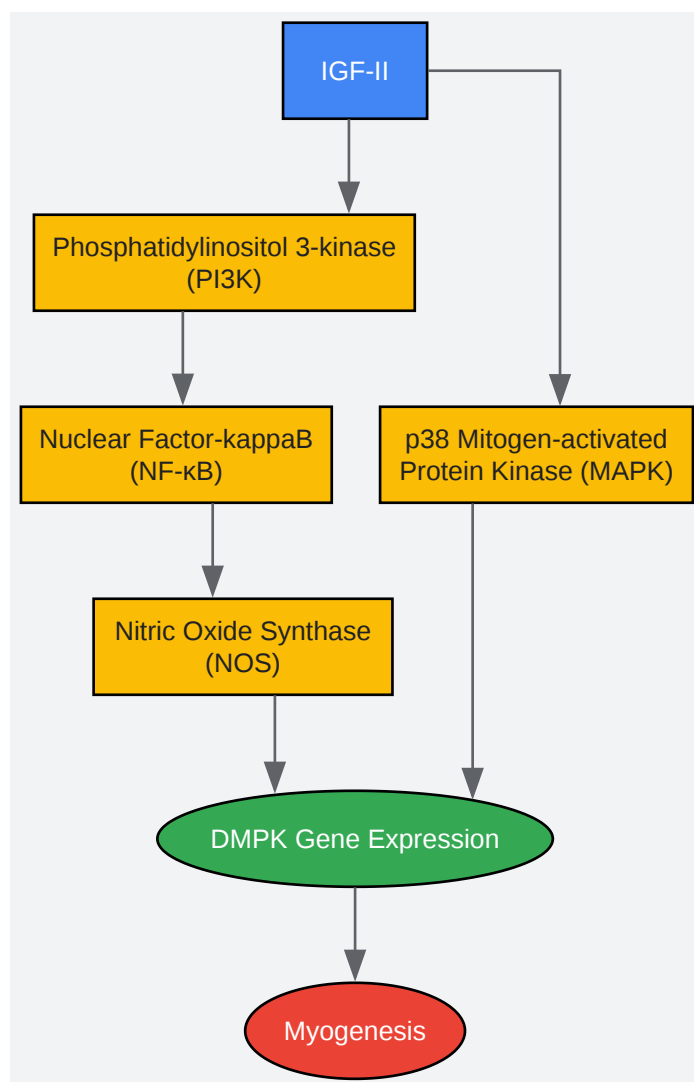 IGF-II
Phosphatidylinositol 3-kinase
(PI3K)
Nuclear Factor-kappaB
(NF-κB)
p38 Mitogen-activated
Protein Kinase (MAPK)
Nitric Oxide Synthase
(NOS)
DMPK Gene Expression
Myogenesis